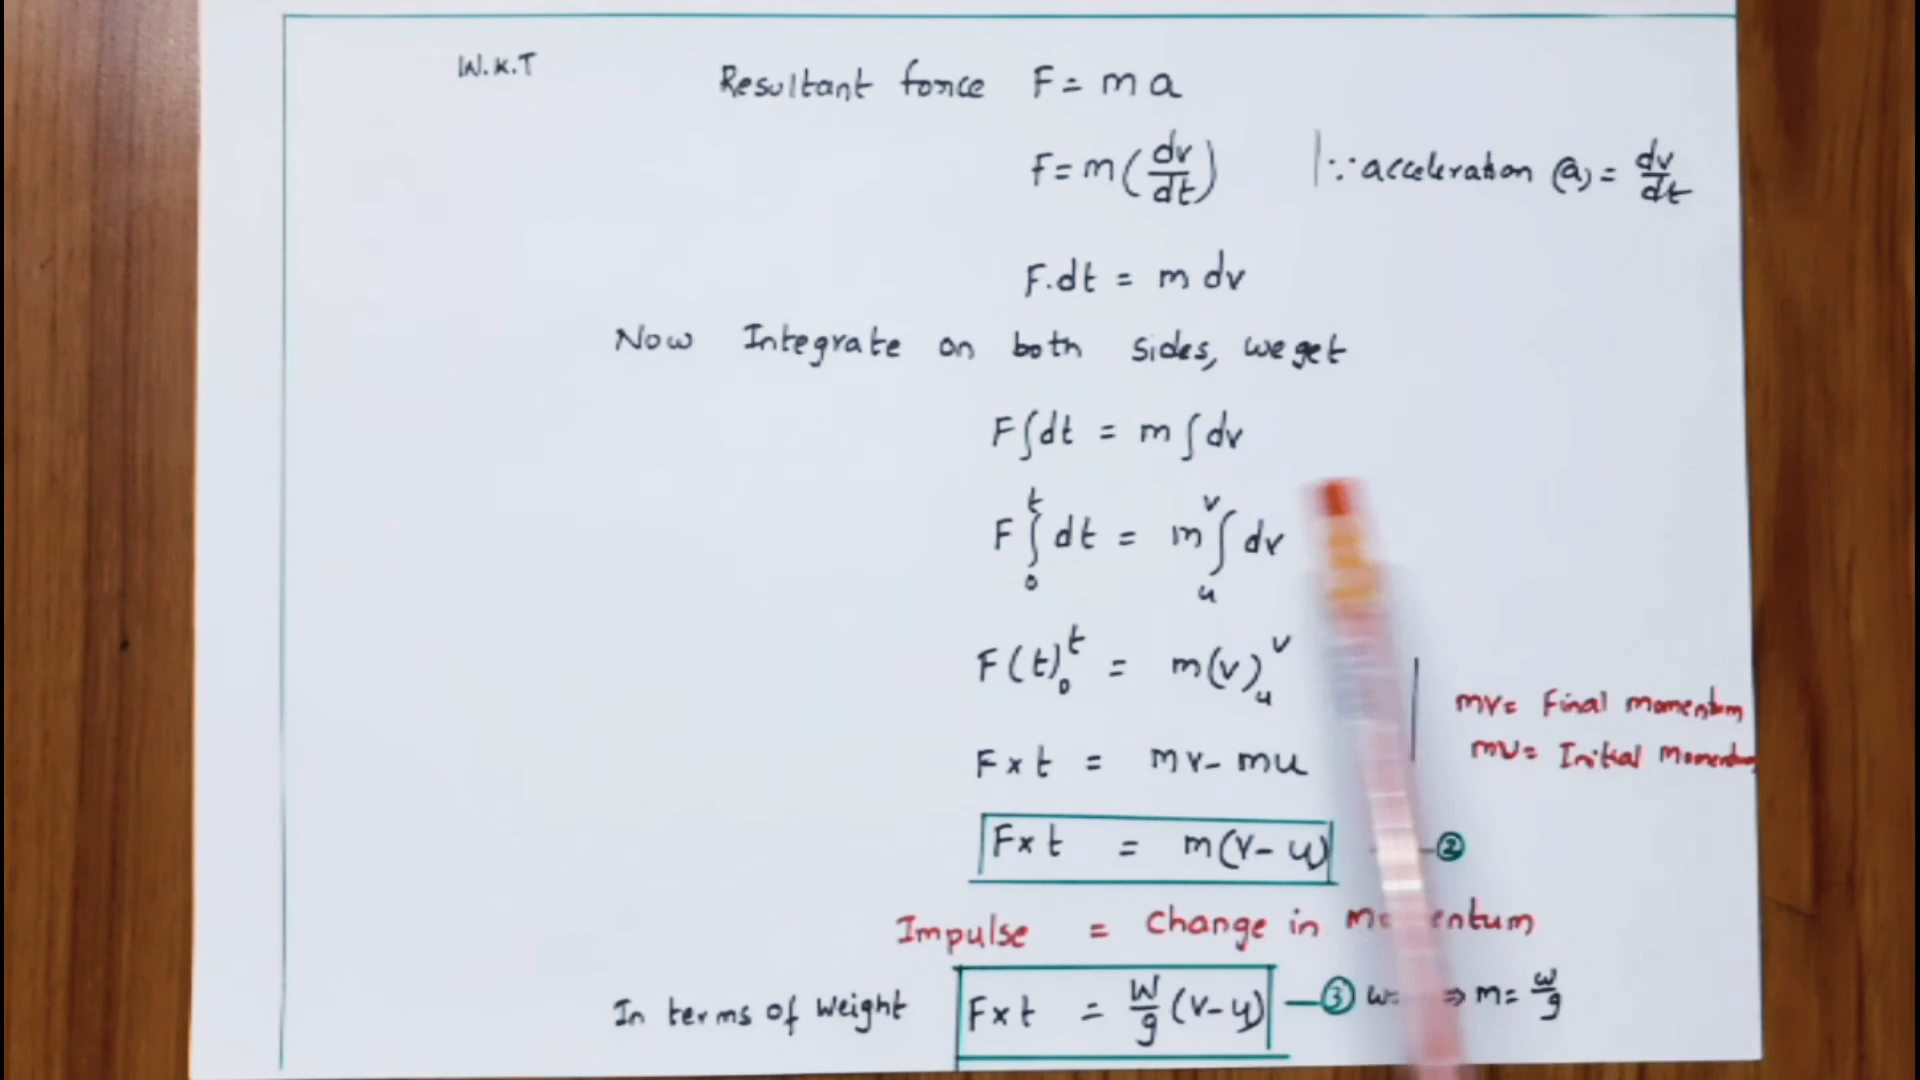 W.K.T Resultant force F = ma
F = m(dv/dt) | ∵ acceleration (a) = dv/dt
F.dt = m dv
Now Integrate on both sides, we get
F∫dt = m∫dv
F ∫₀ᵗ dt = m ∫ᵤᵛ dv
F(t)₀ᵗ = m(v)ᵤᵛ
mv = Final momentum
mu = Initial Momentum
F x t = mv - mu
F x t = m(v - u) - ②
Impulse = Change in
In terms of Weight F x t = W/g (v - u) - ③ w= ⇒ m = w/g